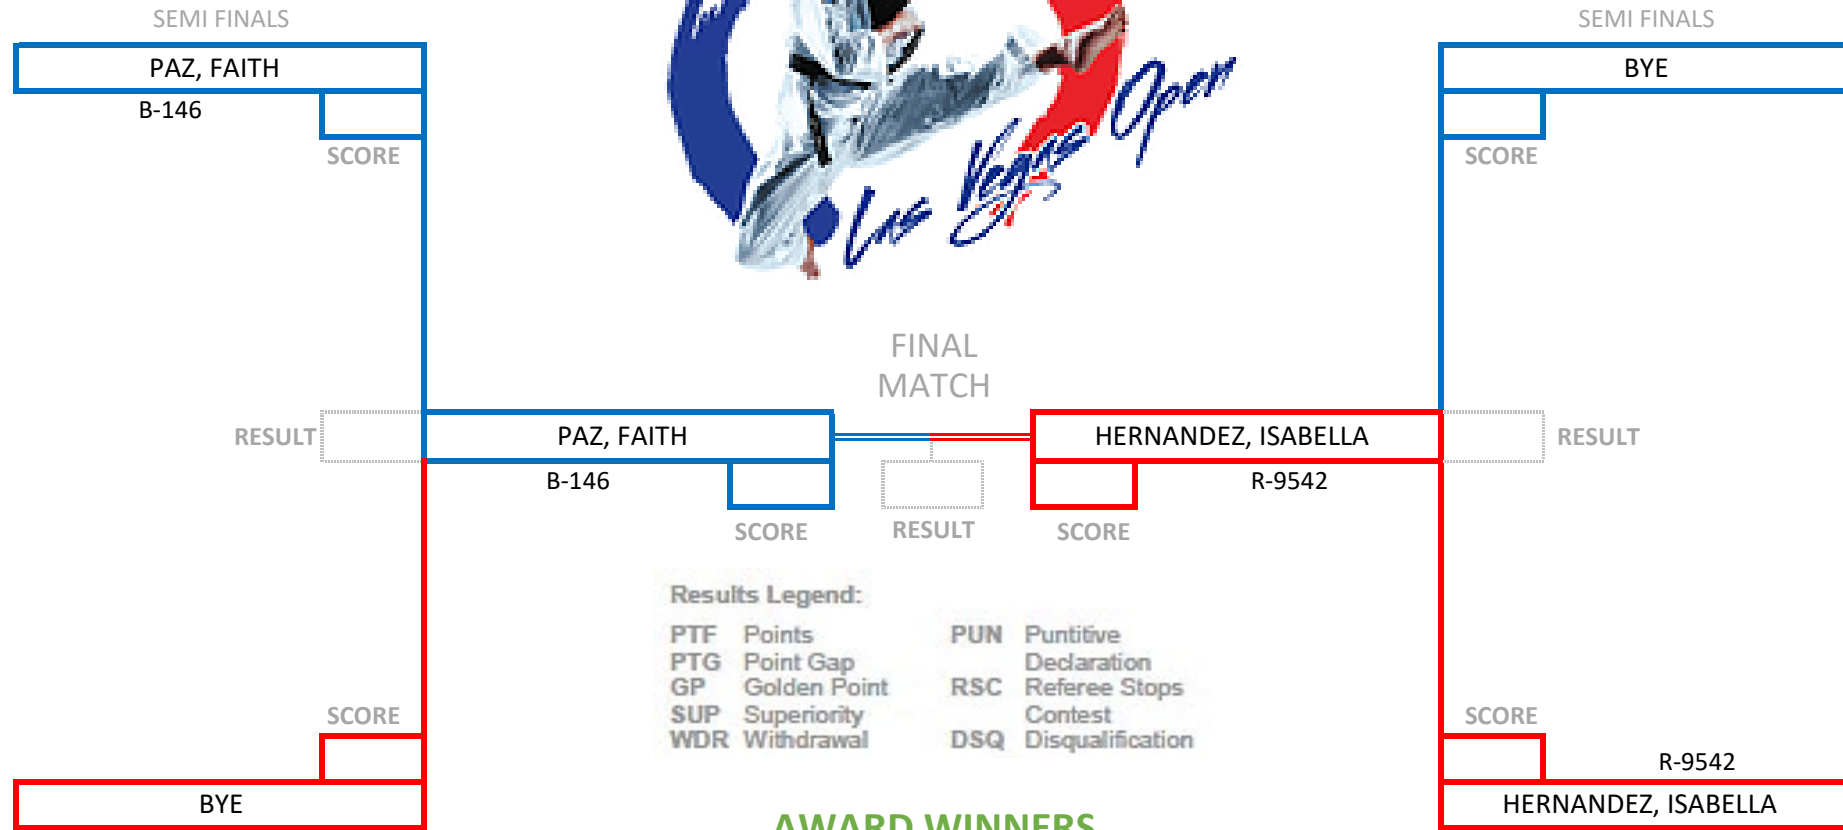 SEMI FINALS
SEMI FINALS
PAZ, FAITH
BYE
B-146
SCORE
SCORE
Las Vegas Open
FINAL
MATCH
RESULT
PAZ, FAITH
HERNANDEZ, ISABELLA
RESULT
B-146
R-9542
SCORE
RESULT
SCORE
Results Legend:
PTF Points
PTG Point Gap
GP Golden Point
SUP Superiority
WDR Withdrawal
PUN Puntitive
Declaration
RSC Referee Stops
Contest
DSQ Disqualification
SCORE
SCORE
R-9542
BYE
HERNANDEZ, ISABELLA
AWARD WINNERS